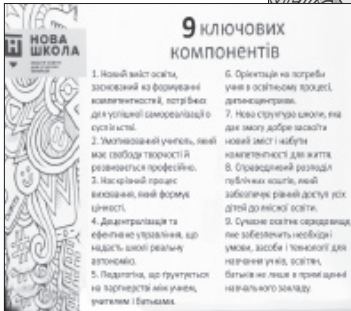 НОВА
ШКОЛА
9 ключових
компонентів
1. Новий зміст освіти,
заснований на формуванні
компетентностей, потрібних
для успішної самореалізації в
суспільстві.
2. Умотивований учитель, який
має свободу творчості й
розвивається професійно.
3. Наскрізний процес
виховання, який формує
цінності.
4. Децентралізація та
ефективне управління, що
надасть школі реальну
автономію.
5. Педагогіка, що ґрунтується
на партнерстві між учнем,
учителем і батьками.
6. Орієнтація на потреби
учня в освітньому процесі,
дитиноцентризм.
7. Нова структура школи, яка
дає змогу добре засвоїти
новий зміст і набути
компетентності для життя.
8. Справедливий розподіл
публічних коштів, який
забезпечує рівний доступ усіх
дітей до якісної освіти.
9. Сучасне освітнє середовище,
яке забезпечить необхідні
умови, засоби і технології для
навчання учнів, освітян,
батьків не лише в приміщенні
навчального закладу.